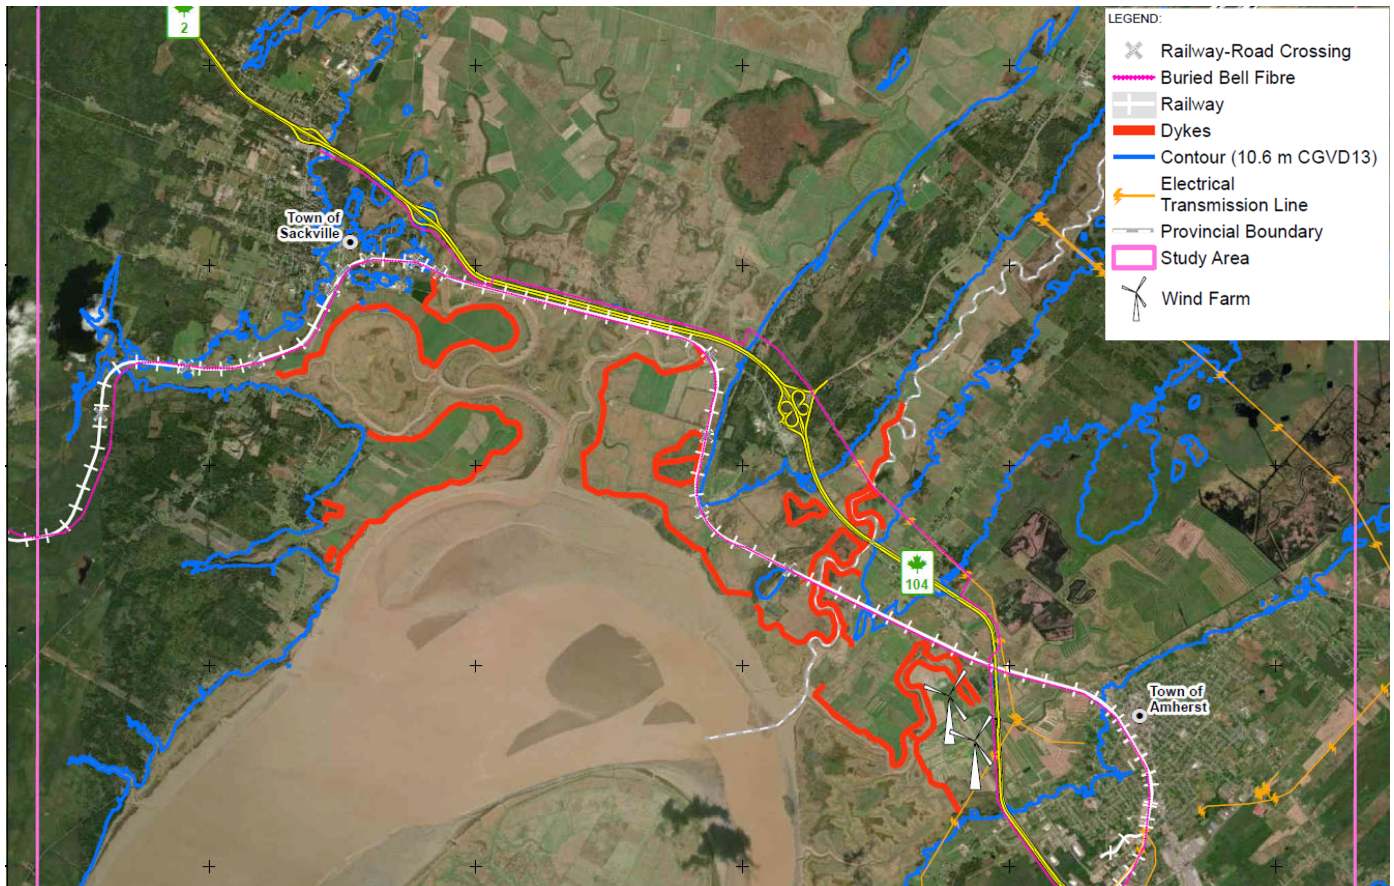 2
LEGEND:
Railway-Road Crossing
Buried Bell Fibre
Railway
Dykes
Contour (10.6 m CGVD13)
Electrical
Transmission Line
Provincial Boundary
Study Area
Wind Farm
Town of
Sackville
104
Town of
Amherst